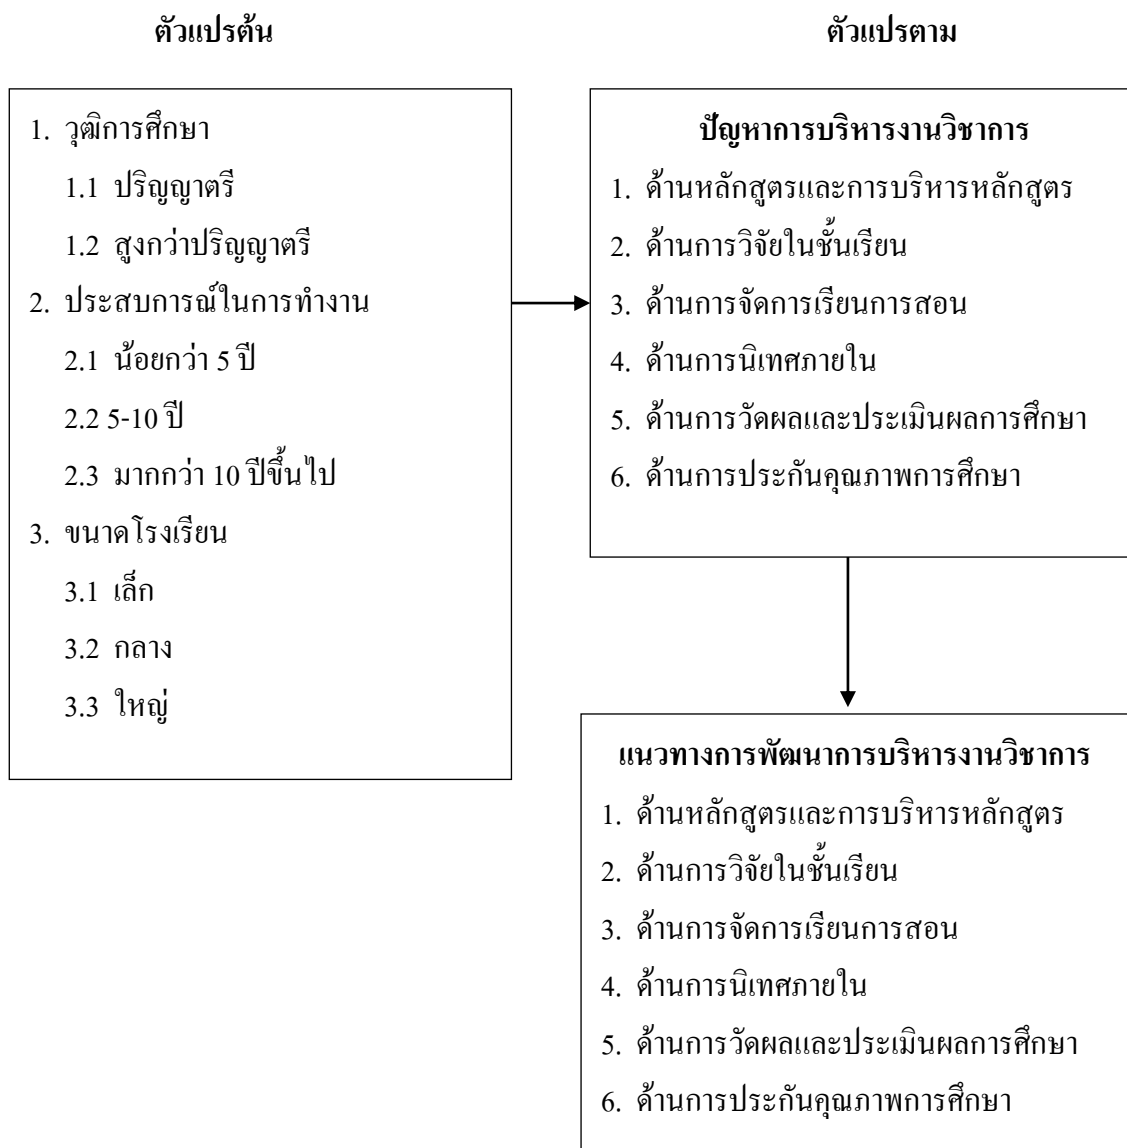 ตัวแปรต้น
ตัวแปรตาม
1. วุฒิการศึกษา
1.1 ปริญญาตรี
1.2 สูงกว่าปริญญาตรี
2. ประสบการณ์ในการทำงาน
2.1 น้อยกว่า 5 ปี
2.2 5-10 ปี
2.3 มากกว่า 10 ปีขึ้นไป
3. ขนาดโรงเรียน
3.1 เล็ก
3.2 กลาง
3.3 ใหญ่
ปัญหาการบริหารงานวิชาการ
1. ด้านหลักสูตรและการบริหารหลักสูตร
2. ด้านการวิจัยในชั้นเรียน
3. ด้านการจัดการเรียนการสอน
4. ด้านการนิเทศภายใน
5. ด้านการวัดผลและประเมินผลการศึกษา
6. ด้านการประกันคุณภาพการศึกษา
แนวทางการพัฒนาการบริหารงานวิชาการ
1. ด้านหลักสูตรและการบริหารหลักสูตร
2. ด้านการวิจัยในชั้นเรียน
3. ด้านการจัดการเรียนการสอน
4. ด้านการนิเทศภายใน
5. ด้านการวัดผลและประเมินผลการศึกษา
6. ด้านการประกันคุณภาพการศึกษา